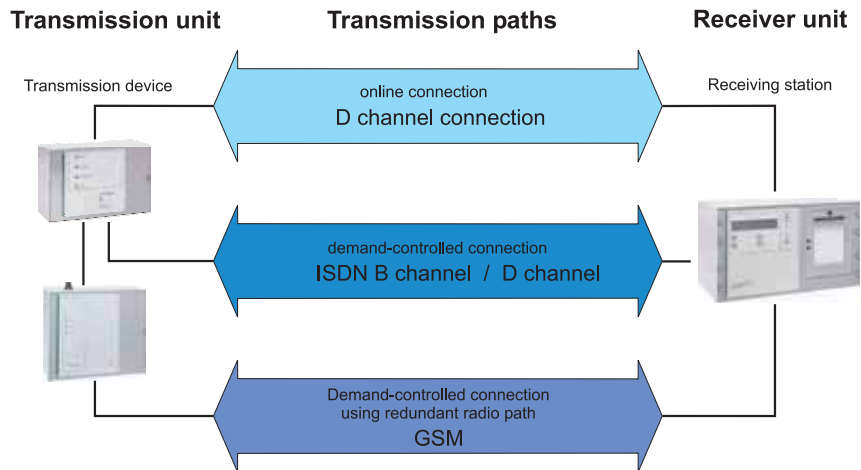 Transmission unit
Transmission paths
Receiver unit
Transmission device
online connection
D channel connection
Receiving station
demand-controlled connection
ISDN B channel / D channel
Demand-controlled connection
using redundant radio path
GSM